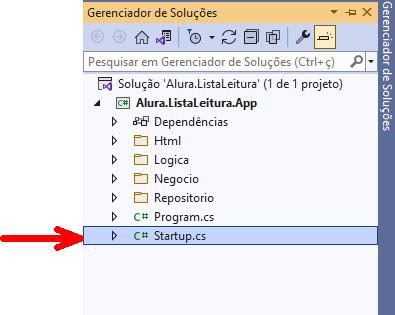 Gerenciador de Soluções
Pesquisar em Gerenciador de Soluções (Ctrl+ç)
Solução 'Alura.ListaLeitura' (1 de 1 projeto)
C# Alura.ListaLeitura.App
Dependências
Html
Logica
Negocio
Repositorio
C# Program.cs
C# Startup.cs
Gerenciador de Soluções